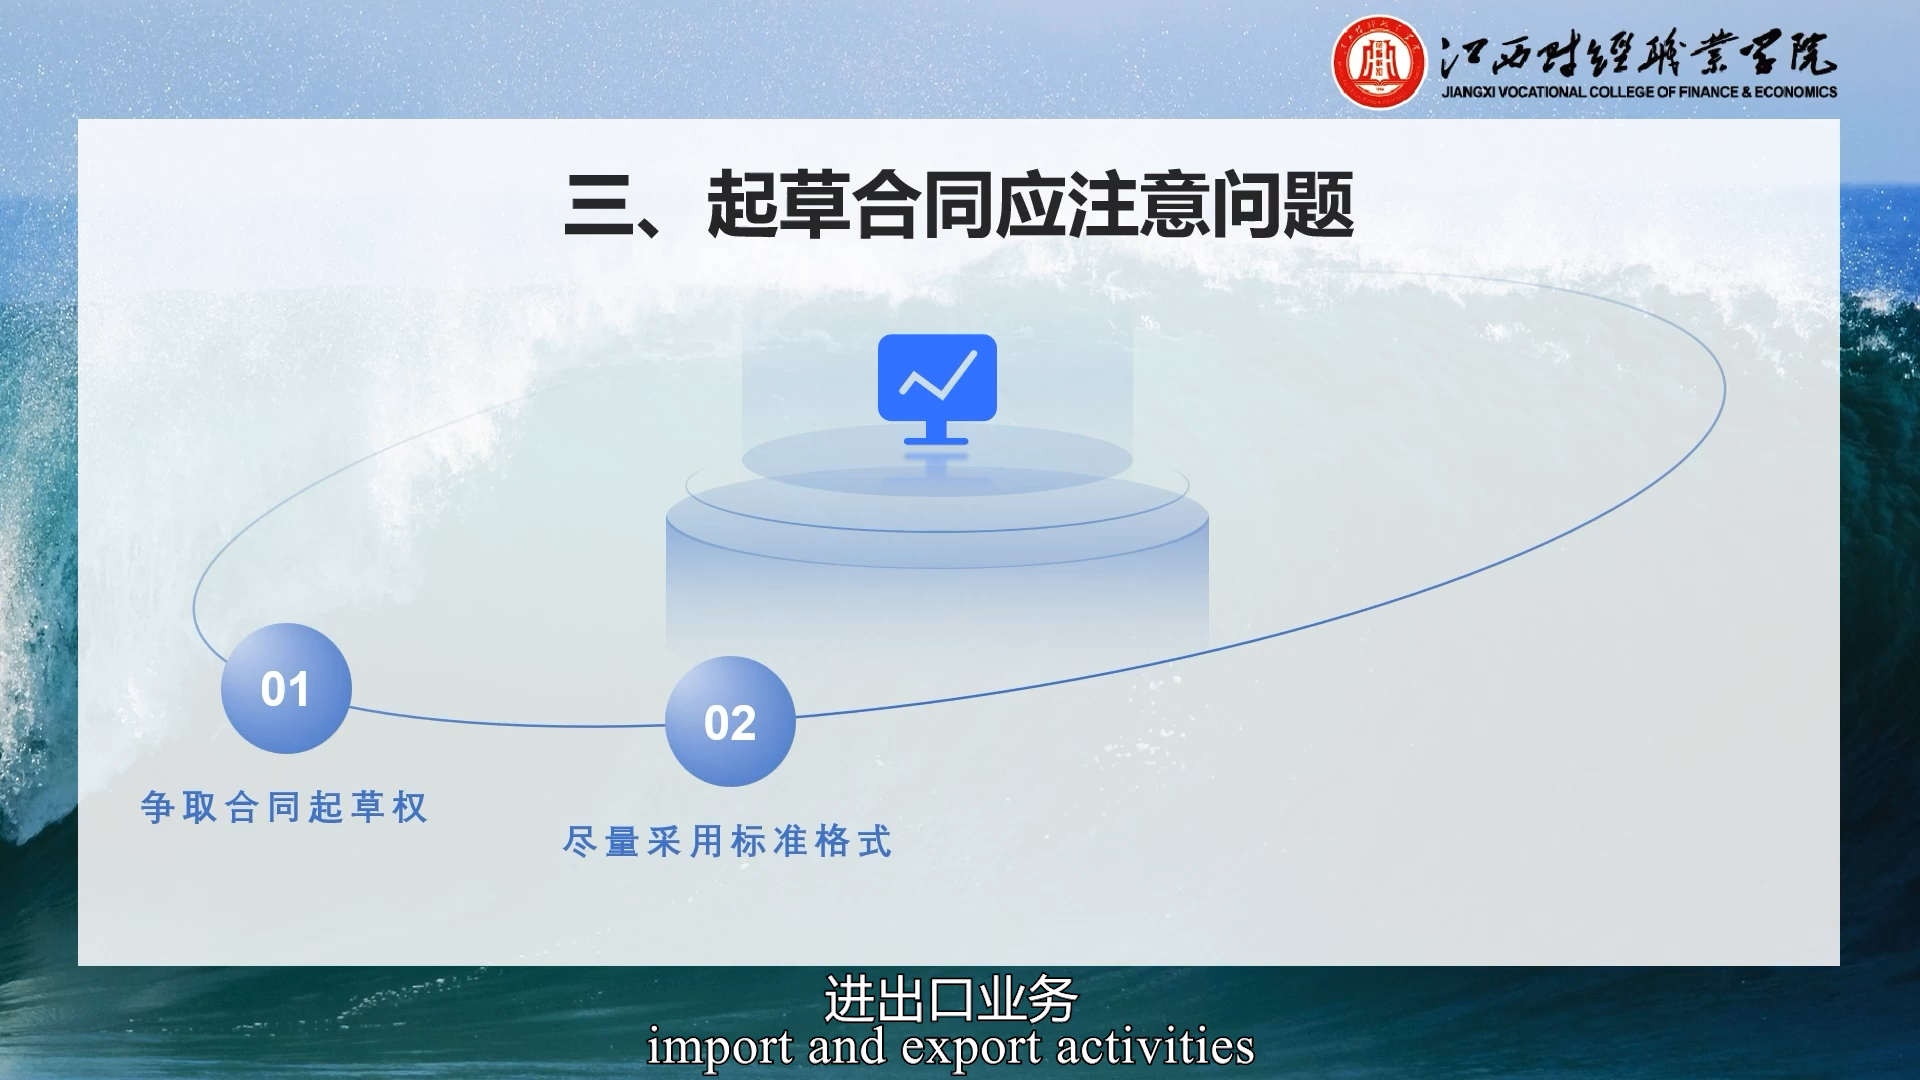 江西财经职业学院
JIANGXI VOCATIONAL COLLEGE OF FINANCE & ECONOMICS
三、起草合同应注意问题
01
02
争取合同起草权
尽量采用标准格式
进出口业务
import and export activities